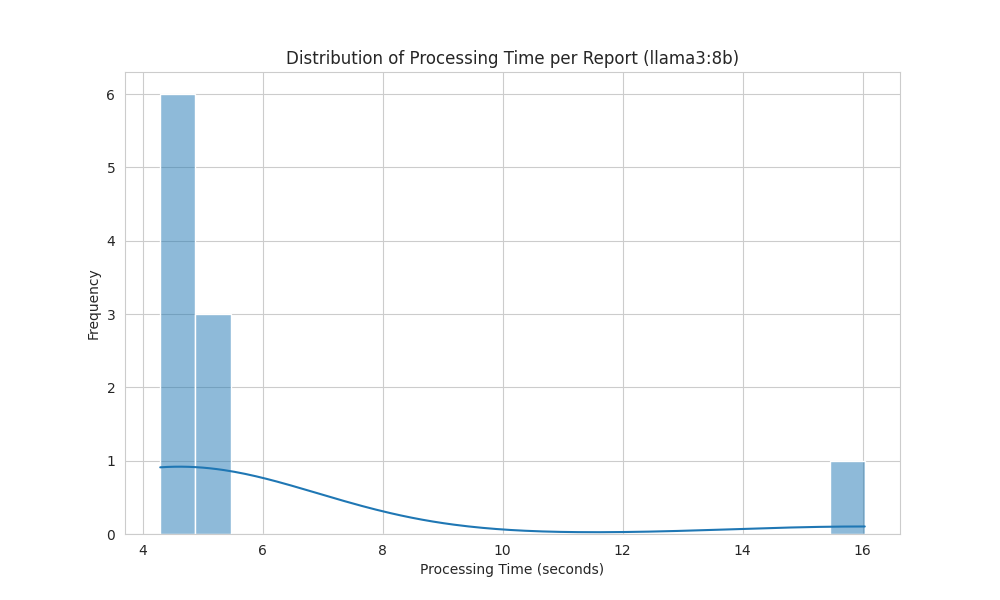 Distribution of Processing Time per Report (llama3:8b)
Frequency
6
5
4
3
2
1
0
4 6 8 10 12 14 16
Processing Time (seconds)